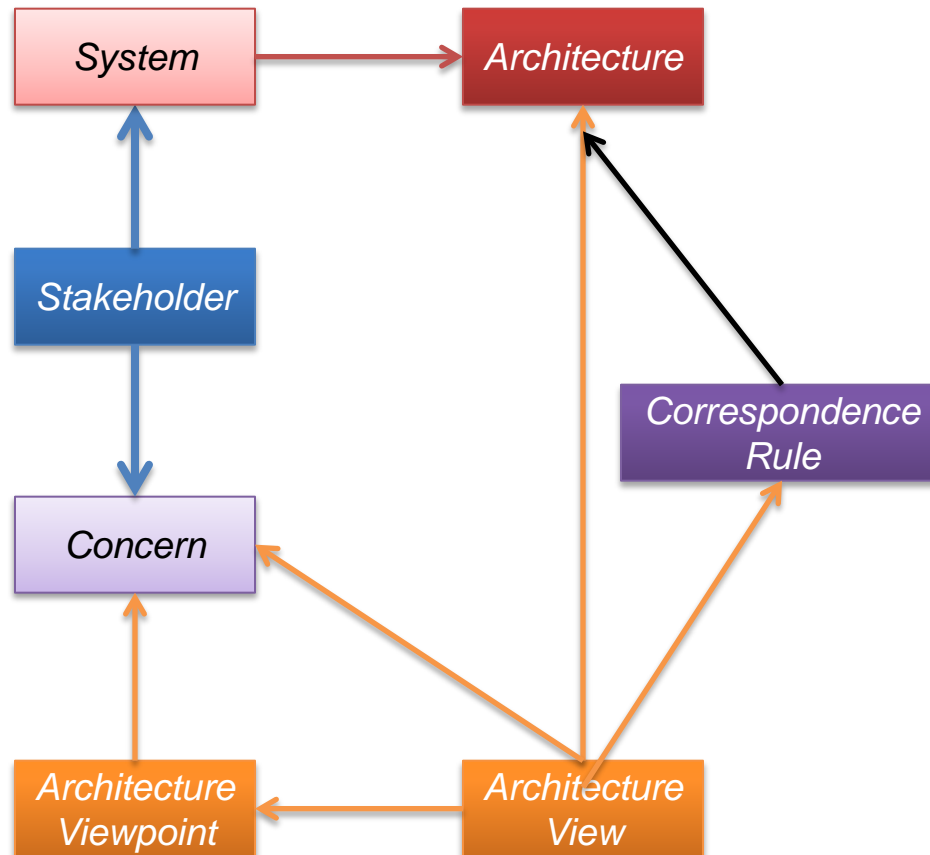 System
Architecture
Stakeholder
Correspondence
Rule
Concern
Architecture
Viewpoint
Architecture
View